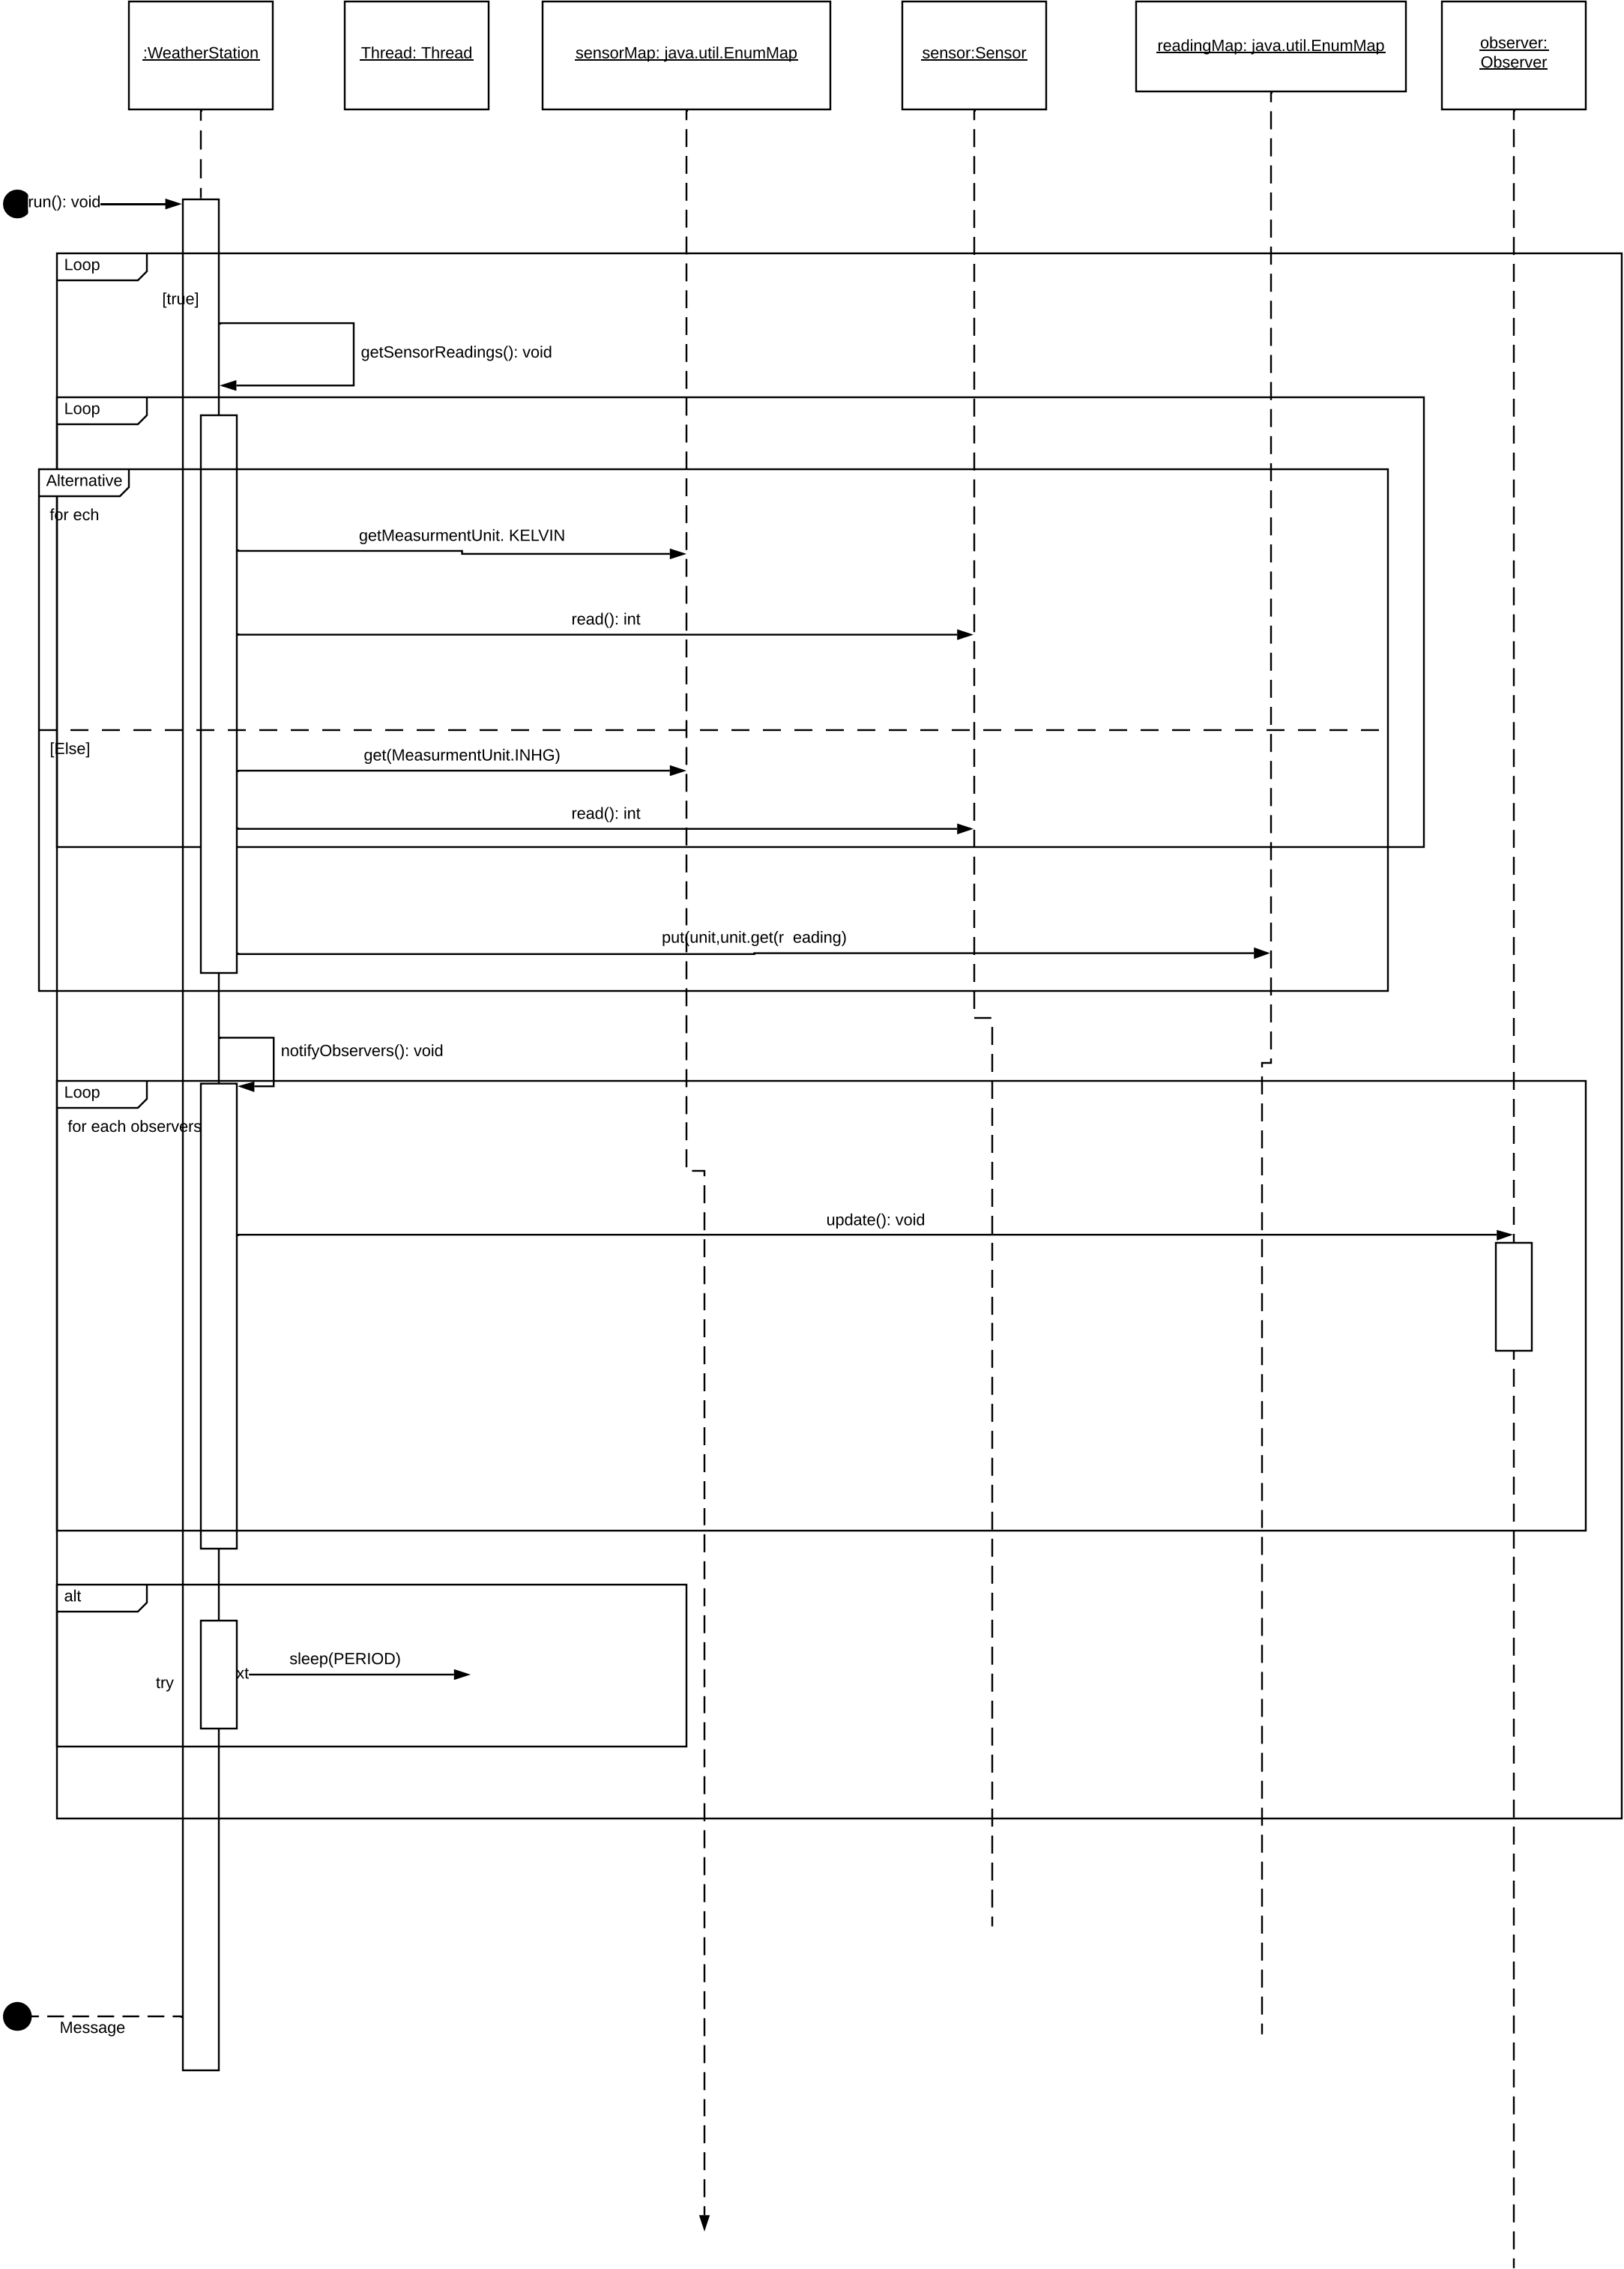 :WeatherStation
Thread: Thread
sensorMap: java.util.EnumMap
sensor:Sensor
readingMap: java.util.EnumMap
observer:
Observer
run(): void
Loop
[true]
getSensorReadings(): void
Loop
Alternative
for ech
getMeasurmentUnit. KELVIN
read(): int
[Else]
get(MeasurmentUnit.INHG)
read(): int
put(unit,unit.get(r  eading)
notifyObservers(): void
Loop
for each observers
update(): void
alt
sleep(PERIOD)
xt
try
Message